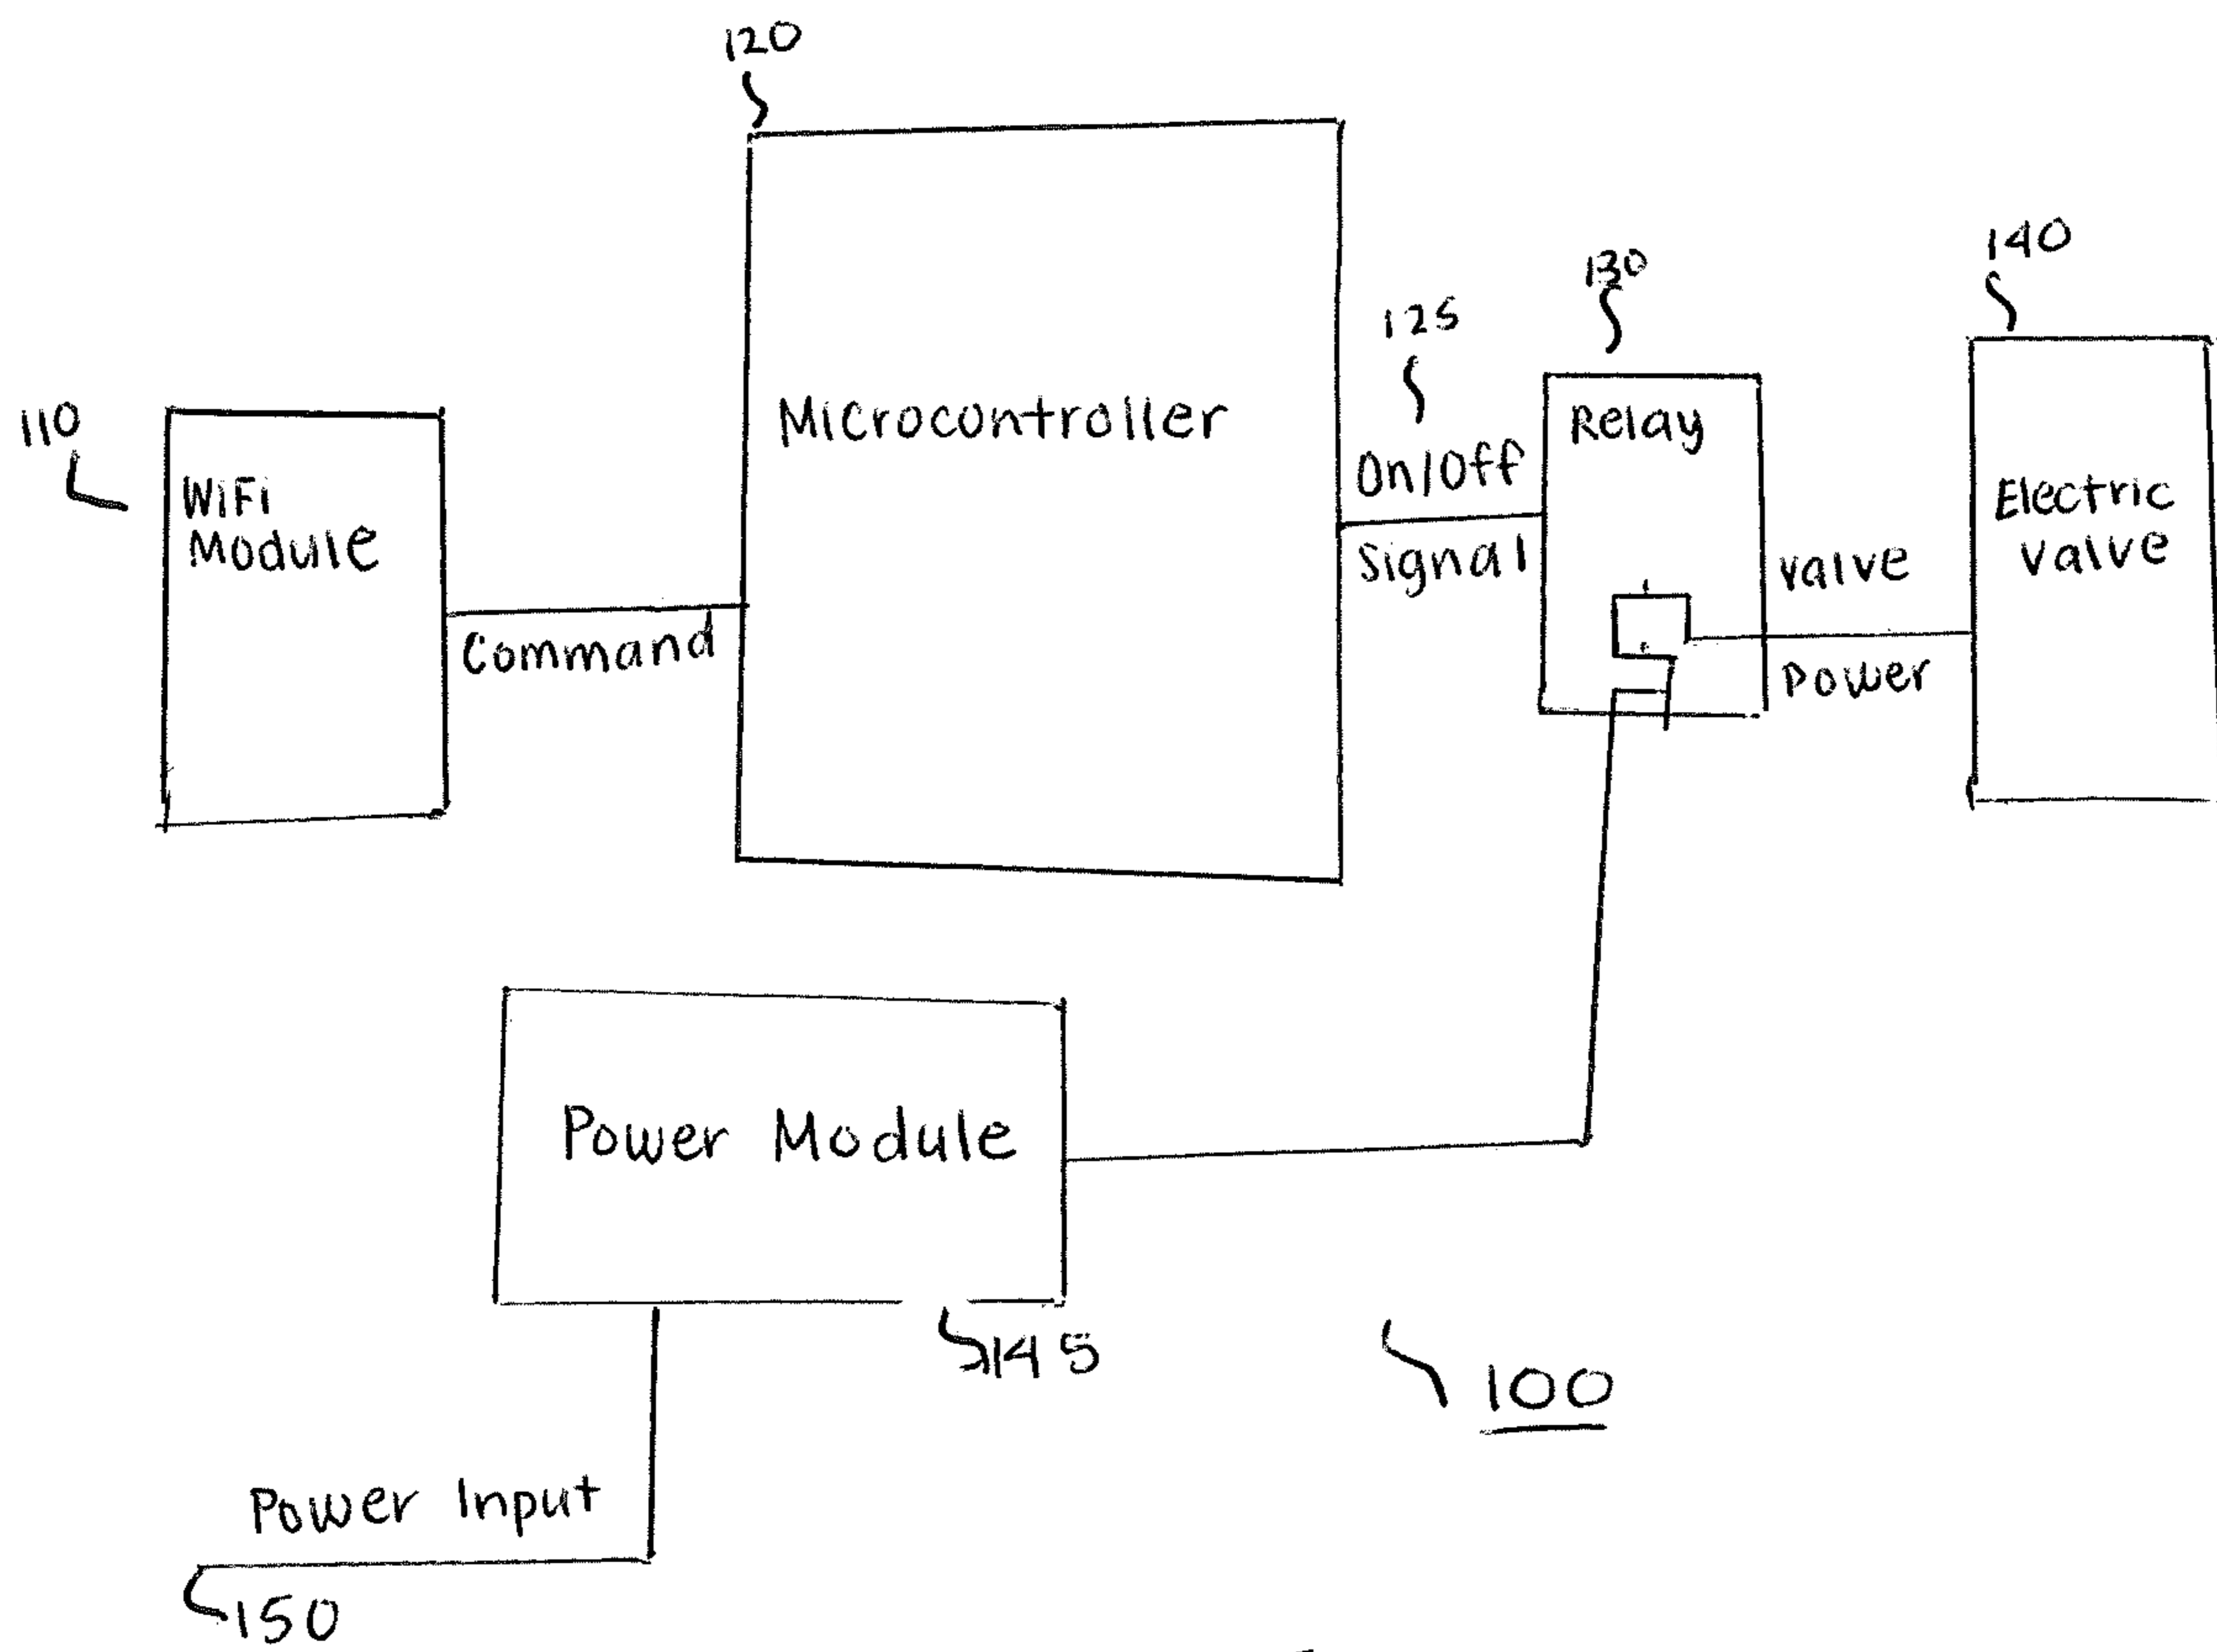 120
140
130
125
110
Microcontroller
Relay
On/Off
WiFi
Module
Electric
Valve
signal
valve
Command
Power
Power Module
145
100
Power Input
150